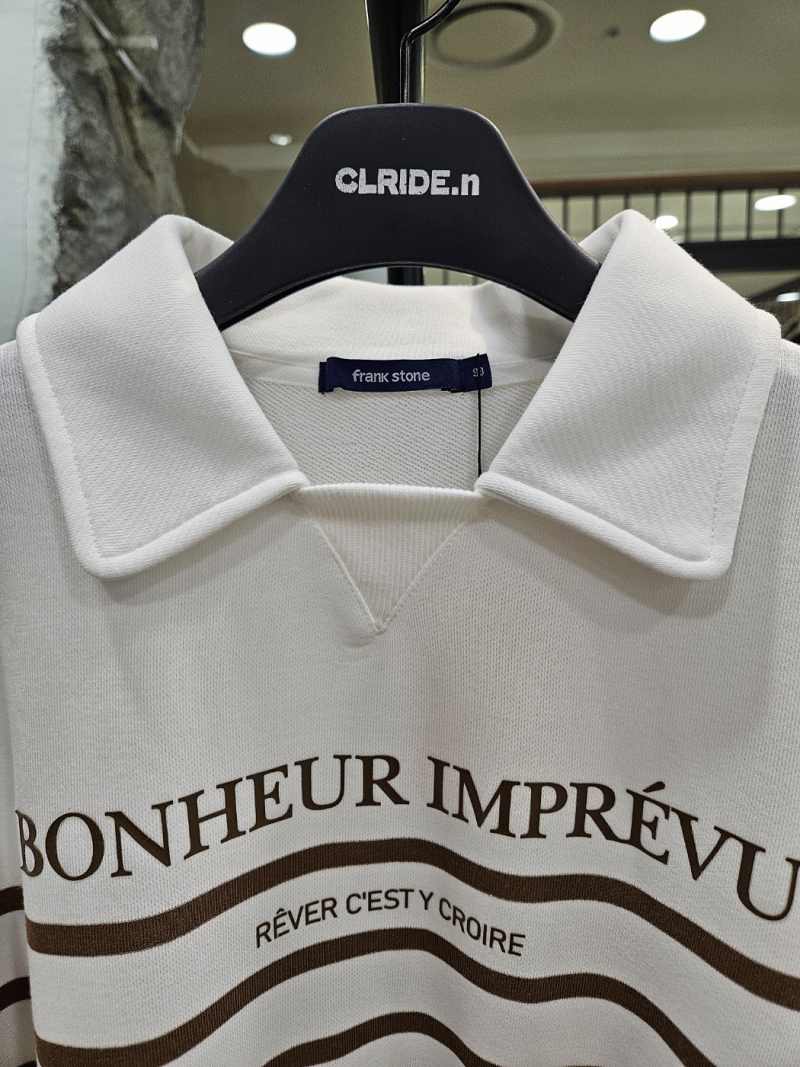 CLRIDE.n
frank stone
BONHEUR IMPRÉVU
RÊVER C'EST Y CROIRE